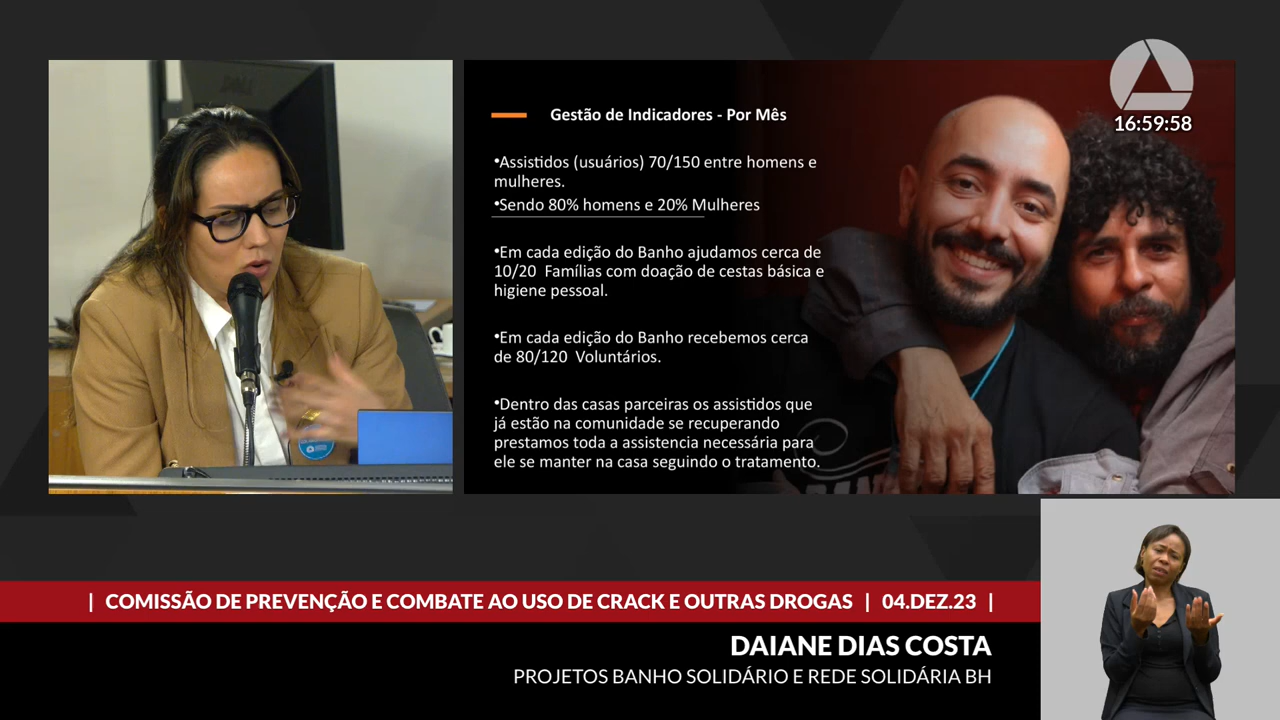 16:59:58
Gestão de Indicadores - Por Mês
•Assistidos (usuários) 70/150 entre homens e
mulheres.
•Sendo 80% homens e 20% Mulheres
•Em cada edição do Banho ajudamos cerca de
10/20 Famílias com doação de cestas básica e
higiene pessoal.
•Em cada edição do Banho recebemos cerca
de 80/120 Voluntários.
•Dentro das casas parceiras os assistidos que
já estão na comunidade se recuperando
prestamos toda a assistencia necessária para
ele se manter na casa seguindo o tratamento.
| COMISSÃO DE PREVENÇÃO E COMBATE AO USO DE CRACK E OUTRAS DROGAS | 04.DEZ.23 |
DAIANE DIAS COSTA
PROJETOS BANHO SOLIDÁRIO E REDE SOLIDÁRIA BH